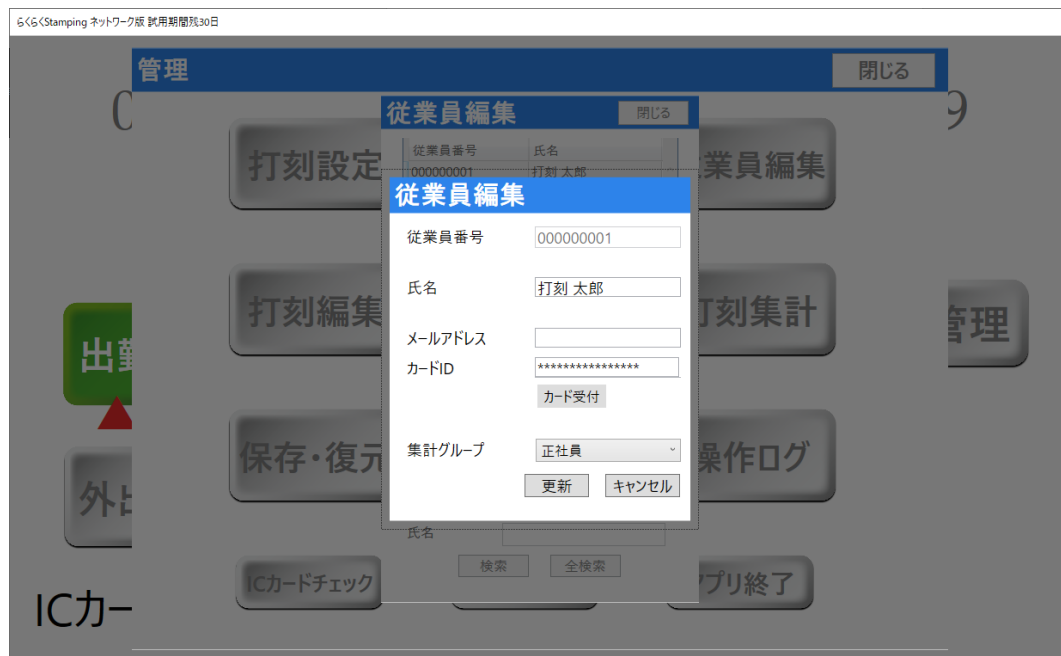 らくらくStamping ネットワーク版 試用期間残30日
管理
閉じる
0
9
従業員編集
閉じる
打刻設定
従業員番号
氏名
000000001
打刻 太郎
業員編集
従業員編集
従業員番号
000000001
氏名
打刻 太郎
打刻編集
刻集計
管理
メールアドレス
出勤
カードID
****************
カード受付
保存・復元
集計グループ
正社員
操作ログ
更新
キャンセル
外出
氏名
検索
全検索
ICカードチェック
プリ終了
ICカー